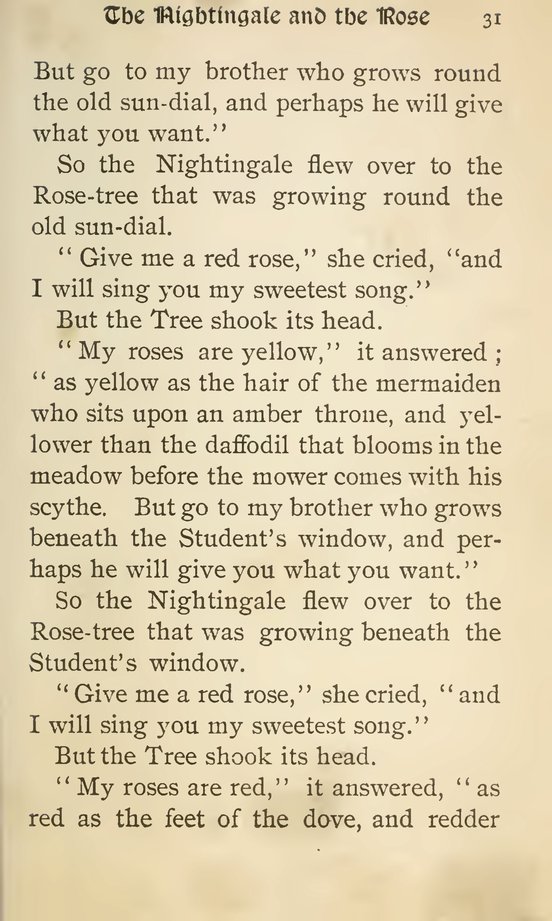 The Nightingale and the Rose 31
But go to my brother who grows round
the old sun-dial, and perhaps he will give
what you want.''
So the Nightingale flew over to the
Rose-tree that was growing round the
old sun-dial.
"Give me a red rose,'' she cried, "and
I will sing you my sweetest song.''
But the Tree shook its head.
"My roses are yellow,'' it answered ;
"as yellow as the hair of the mermaiden
who sits upon an amber throne, and yel-
lower than the daffodil that blooms in the
meadow before the mower comes with his
scythe. But go to my brother who grows
beneath the Student's window, and per-
haps he will give you what you want.''
So the Nightingale flew over to the
Rose-tree that was growing beneath the
Student's window.
"Give me a red rose,'' she cried, "and
I will sing you my sweetest song.''
But the Tree shook its head.
"My roses are red,'' it answered, "as
red as the feet of the dove, and redder